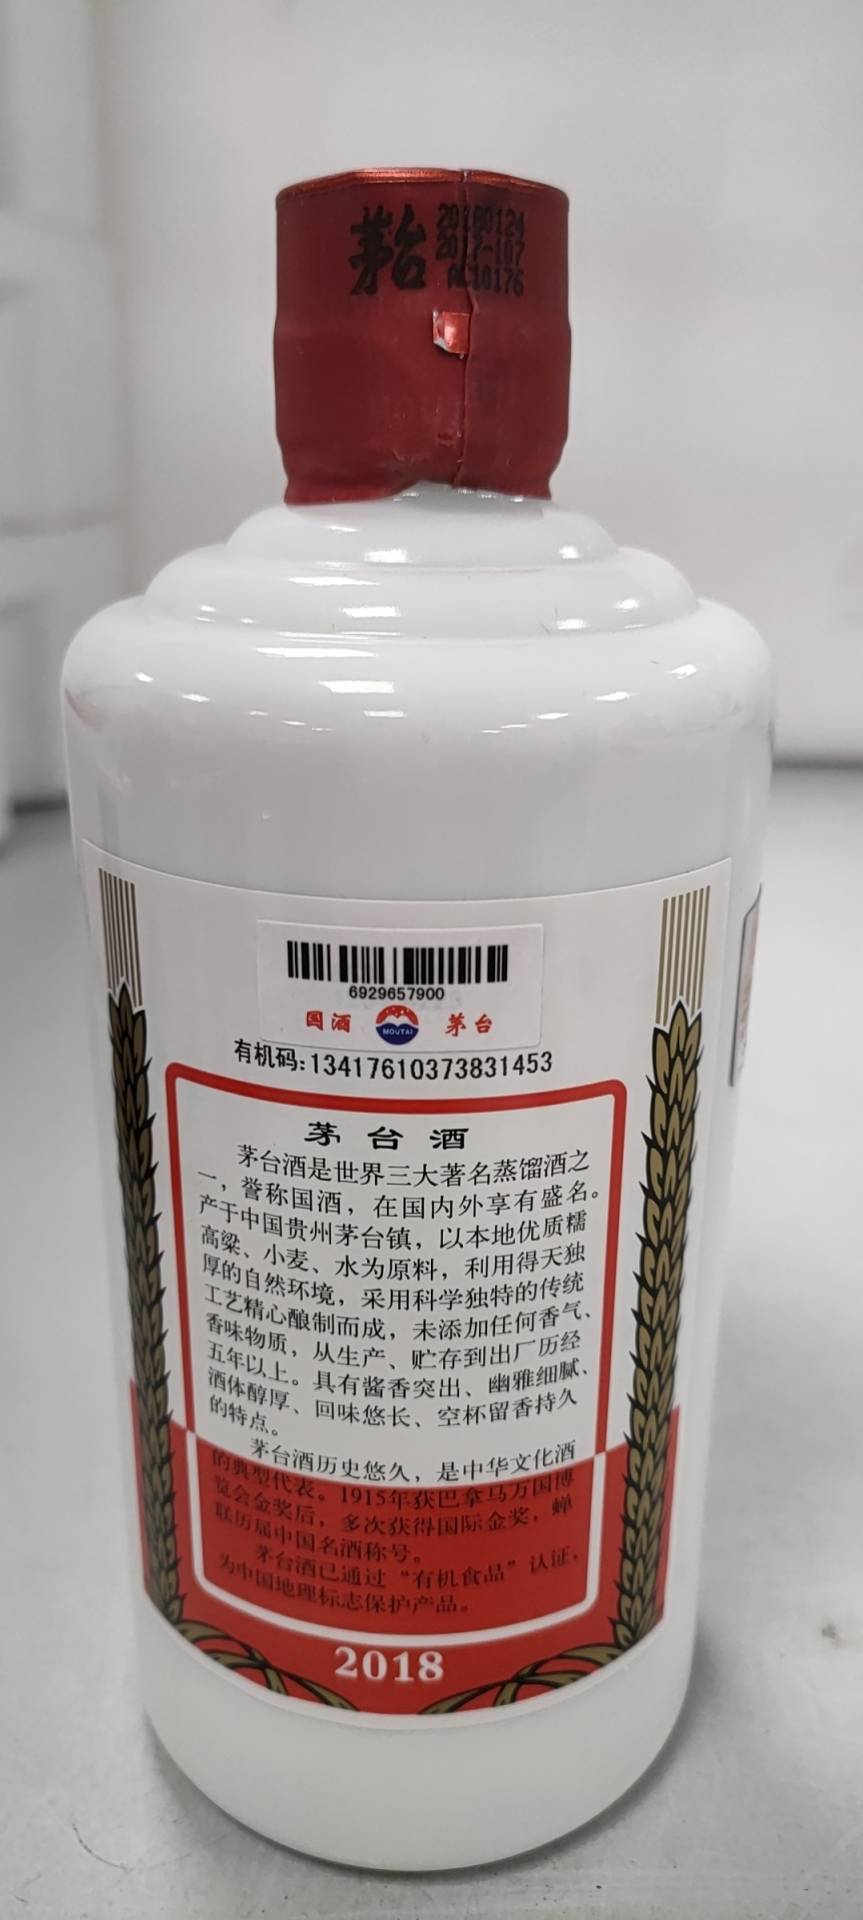 茅台
20180124
2017-107
AC10176
6929657900
国酒 MOUTAI 茅台
有机码:13417610373831453
茅台酒
茅台酒是世界三大著名蒸馏酒之
一，誉称国酒，在国内外享有盛名。
产于中国贵州茅台镇，以本地优质糯
高粱、小麦、水为原料，利用得天独
厚的自然环境，采用科学独特的传统
工艺精心酿制而成，未添加任何香气、
香味物质，从生产、贮存到出厂历经
五年以上。具有酱香突出、幽雅细腻、
酒体醇厚、回味悠长、空杯留香持久
的特点。
茅台酒历史悠久，是中华文化酒
的典型代表。1915年获巴拿马万国博
览会金奖后，多次获得国际金奖，蝉
联历届中国名酒称号。
茅台酒已通过“有机食品”认证，
为中国地理标志保护产品。
2018